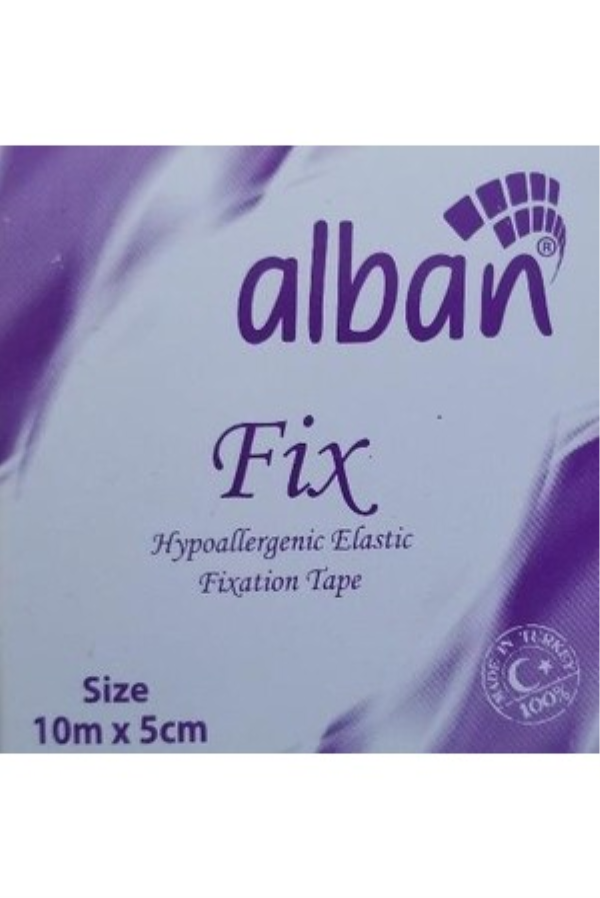 alban®
Fix
Hypoallergenic Elastic
Fixation Tape
MADE IN TURKEY
100%
Size
10m x 5cm